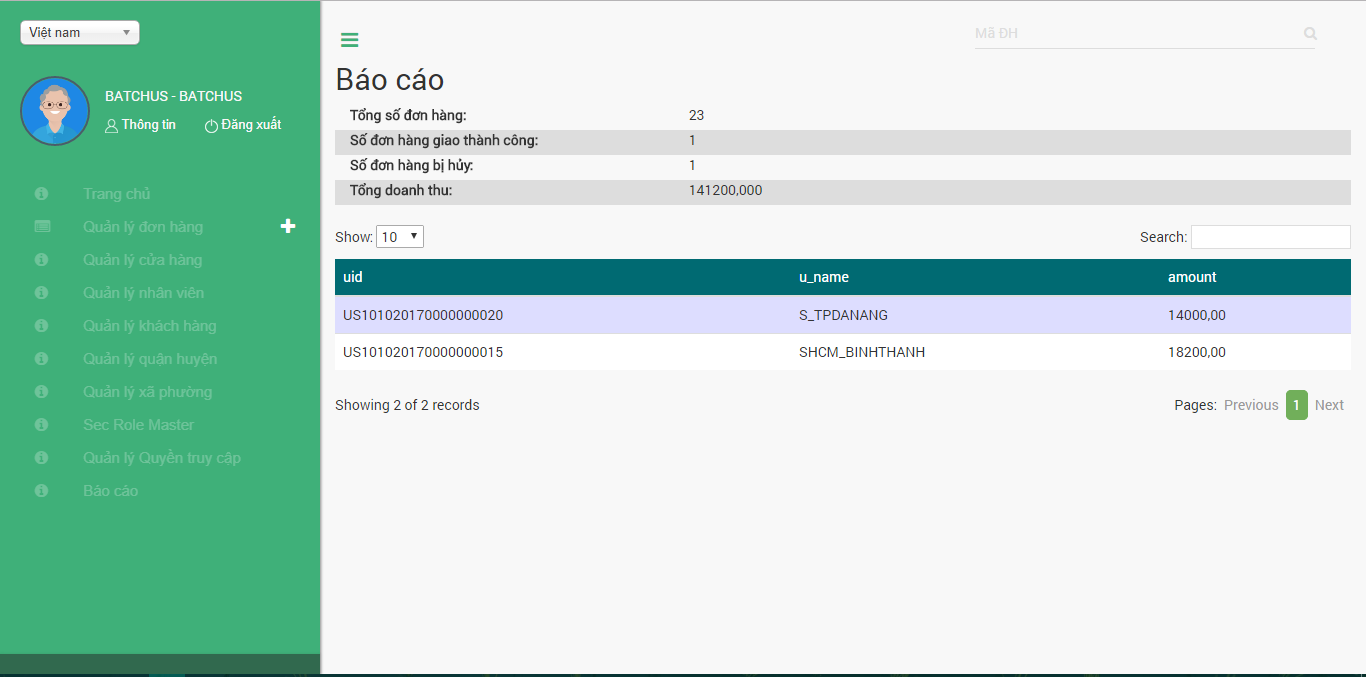 Việt nam
BATCHUS - BATCHUS
Thông tin Đăng xuất
Trang chủ
Quản lý đơn hàng
Quản lý cửa hàng
Quản lý nhân viên
Quản lý khách hàng
Quản lý quận huyện
Quản lý xã phường
Sec Role Master
Quản lý Quyền truy cập
Báo cáo
Mã ĐH
Báo cáo
Tổng số đơn hàng: 23
Số đơn hàng giao thành công: 1
Số đơn hàng bị hủy: 1
Tổng doanh thu: 141200,000
Show: 10 Search:
uid u_name amount
US101020170000000020 S_TPDANANG 14000,00
US101020170000000015 SHCM_BINHTHANH 18200,00
Showing 2 of 2 records Pages: Previous 1 Next